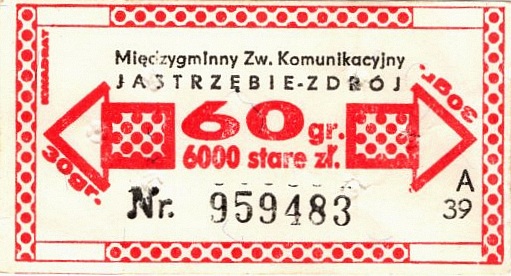 Międzygminny Zw. Komunikacyjny
JASTRZĘBIE-ZDRÓJ
30gr.
60 gr.
6000 stare zł.
30gr.
Nr. 959483
A
39